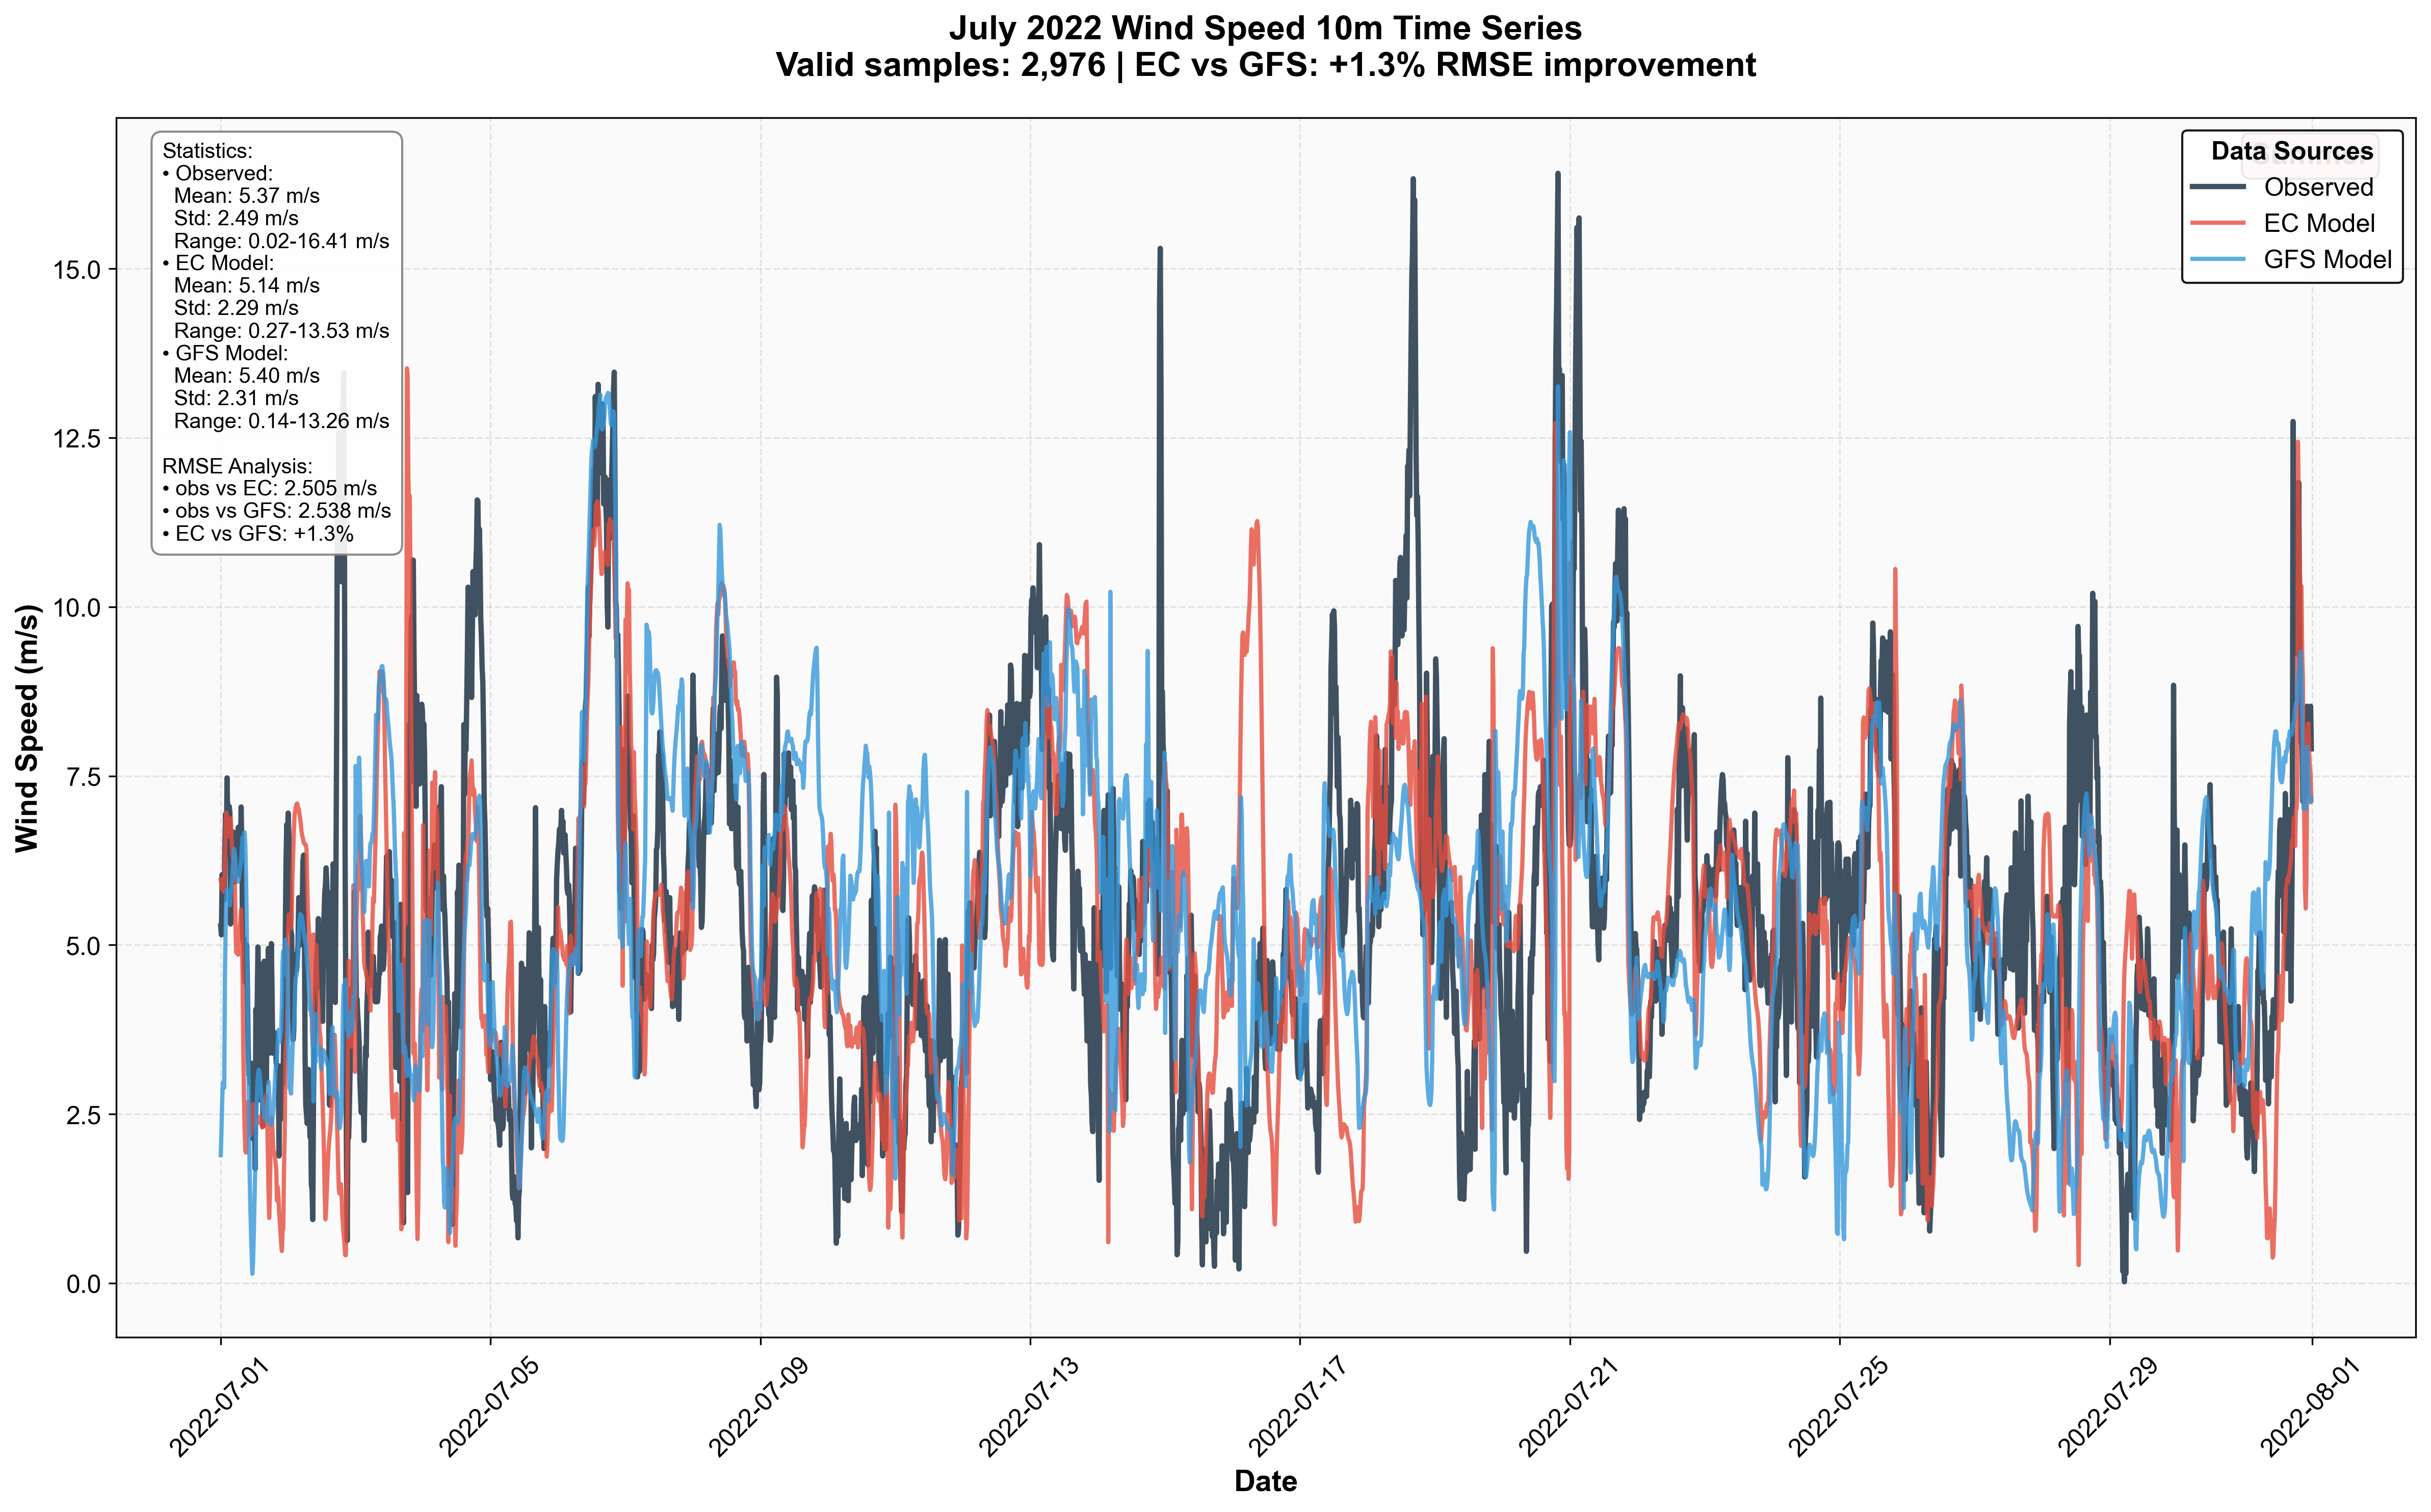 July 2022 Wind Speed 10m Time Series
Valid samples: 2,976 | EC vs GFS: +1.3% RMSE improvement
Statistics:
• Observed:
Mean: 5.37 m/s
Std: 2.49 m/s
Range: 0.02-16.41 m/s
• EC Model:
Mean: 5.14 m/s
Std: 2.29 m/s
Range: 0.27-13.53 m/s
• GFS Model:
Mean: 5.40 m/s
Std: 2.31 m/s
Range: 0.14-13.26 m/s
RMSE Analysis:
• obs vs EC: 2.505 m/s
• obs vs GFS: 2.538 m/s
• EC vs GFS: +1.3%
Data Sources
Observed
EC Model
GFS Model
Wind Speed (m/s)
15.0
12.5
10.0
7.5
5.0
2.5
0.0
2022-07-01
2022-07-05
2022-07-09
2022-07-13
2022-07-17
2022-07-21
2022-07-25
2022-07-29
2022-08-01
Date